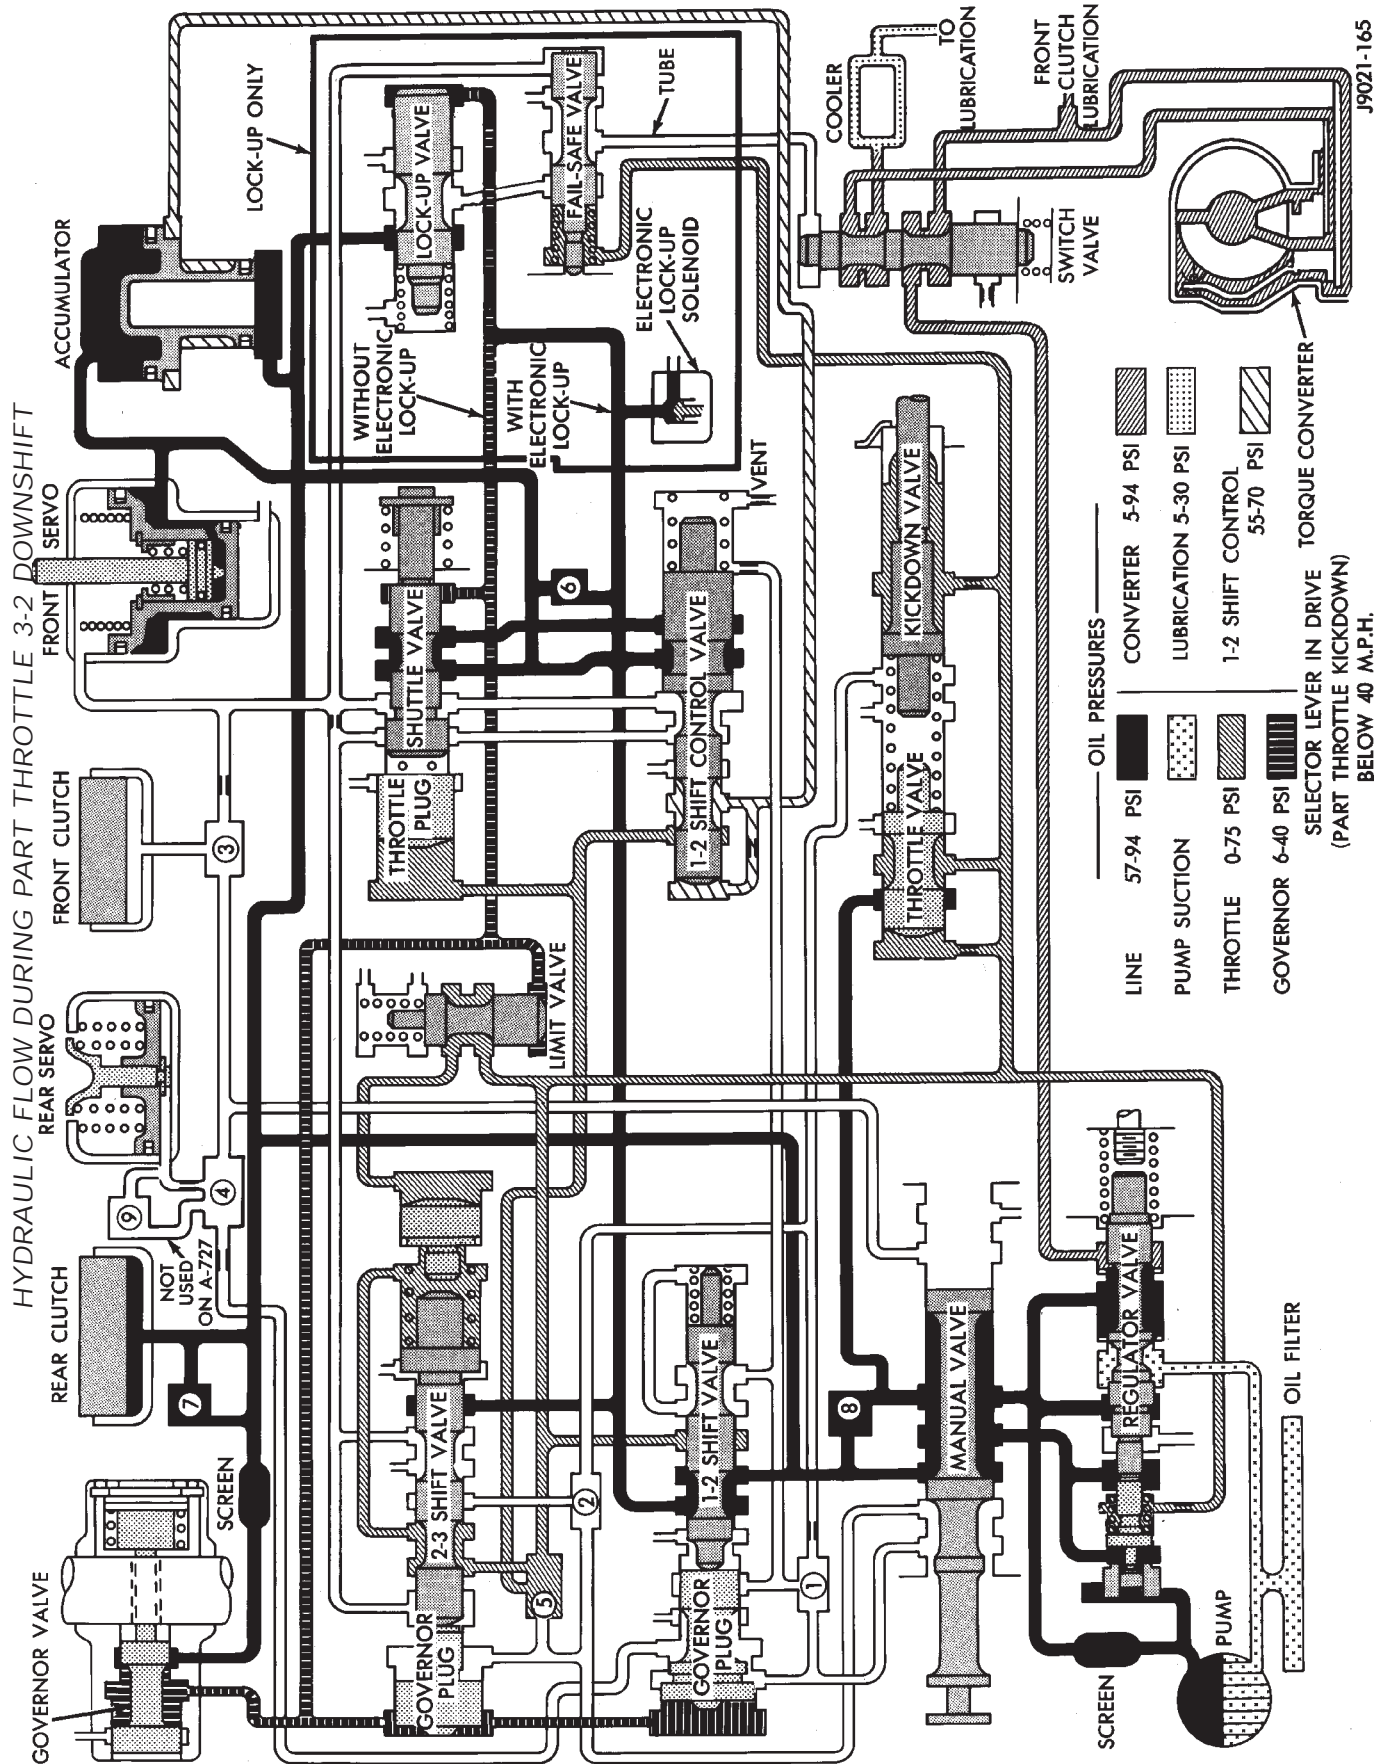 HYDRAULIC FLOW DURING PART THROTTLE 3-2 DOWNSHIFT
GOVERNOR VALVE
REAR CLUTCH
REAR SERVO
FRONT CLUTCH
FRONT SERVO
ACCUMULATOR
LOCK-UP ONLY
SCREEN
7
9
4
3
NOT
USED
ON A-727
GOVERNOR
PLUG
2-3 SHIFT VALVE
LIMIT VALVE
THROTTLE
PLUG
SHUTTLE VALVE
WITHOUT
ELECTRONIC
LOCK-UP
LOCK-UP VALVE
WITH
ELECTRONIC
LOCK-UP
FAIL-SAFE VALVE
TUBE
5
2
6
ELECTRONIC
LOCK-UP
SOLENOID
GOVERNOR
PLUG
1-2 SHIFT VALVE
1-2 SHIFT CONTROL VALVE
VENT
1
8
COOLER
TO
LUBRICATION
FRONT
CLUTCH
LUBRICATION
SWITCH
VALVE
MANUAL VALVE
THROTTLE VALVE
KICKDOWN VALVE
REGULATOR VALVE
SCREEN
PUMP
OIL FILTER
OIL PRESSURES
LINE 57-94 PSI
CONVERTER 5-94 PSI
PUMP SUCTION
LUBRICATION 5-30 PSI
THROTTLE 0-75 PSI
1-2 SHIFT CONTROL
55-70 PSI
GOVERNOR 6-40 PSI
TORQUE CONVERTER
SELECTOR LEVER IN DRIVE
(PART THROTTLE KICKDOWN)
BELOW 40 M.P.H.
J9021-165